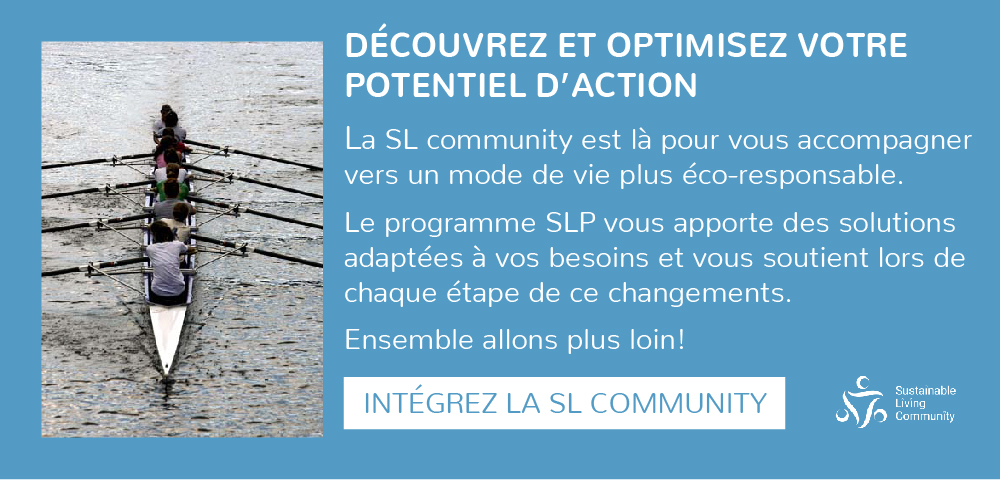 DÉCOUVREZ ET OPTIMISEZ VOTRE
POTENTIEL D'ACTION
La SL community est là pour vous accompagner
vers un mode de vie plus éco-responsable.
Le programme SLP vous apporte des solutions
adaptées à vos besoins et vous soutient lors de
chaque étape de ce changements.
Ensemble allons plus loin!
INTÉGREZ LA SL COMMUNITY
Sustainable
Living
Community